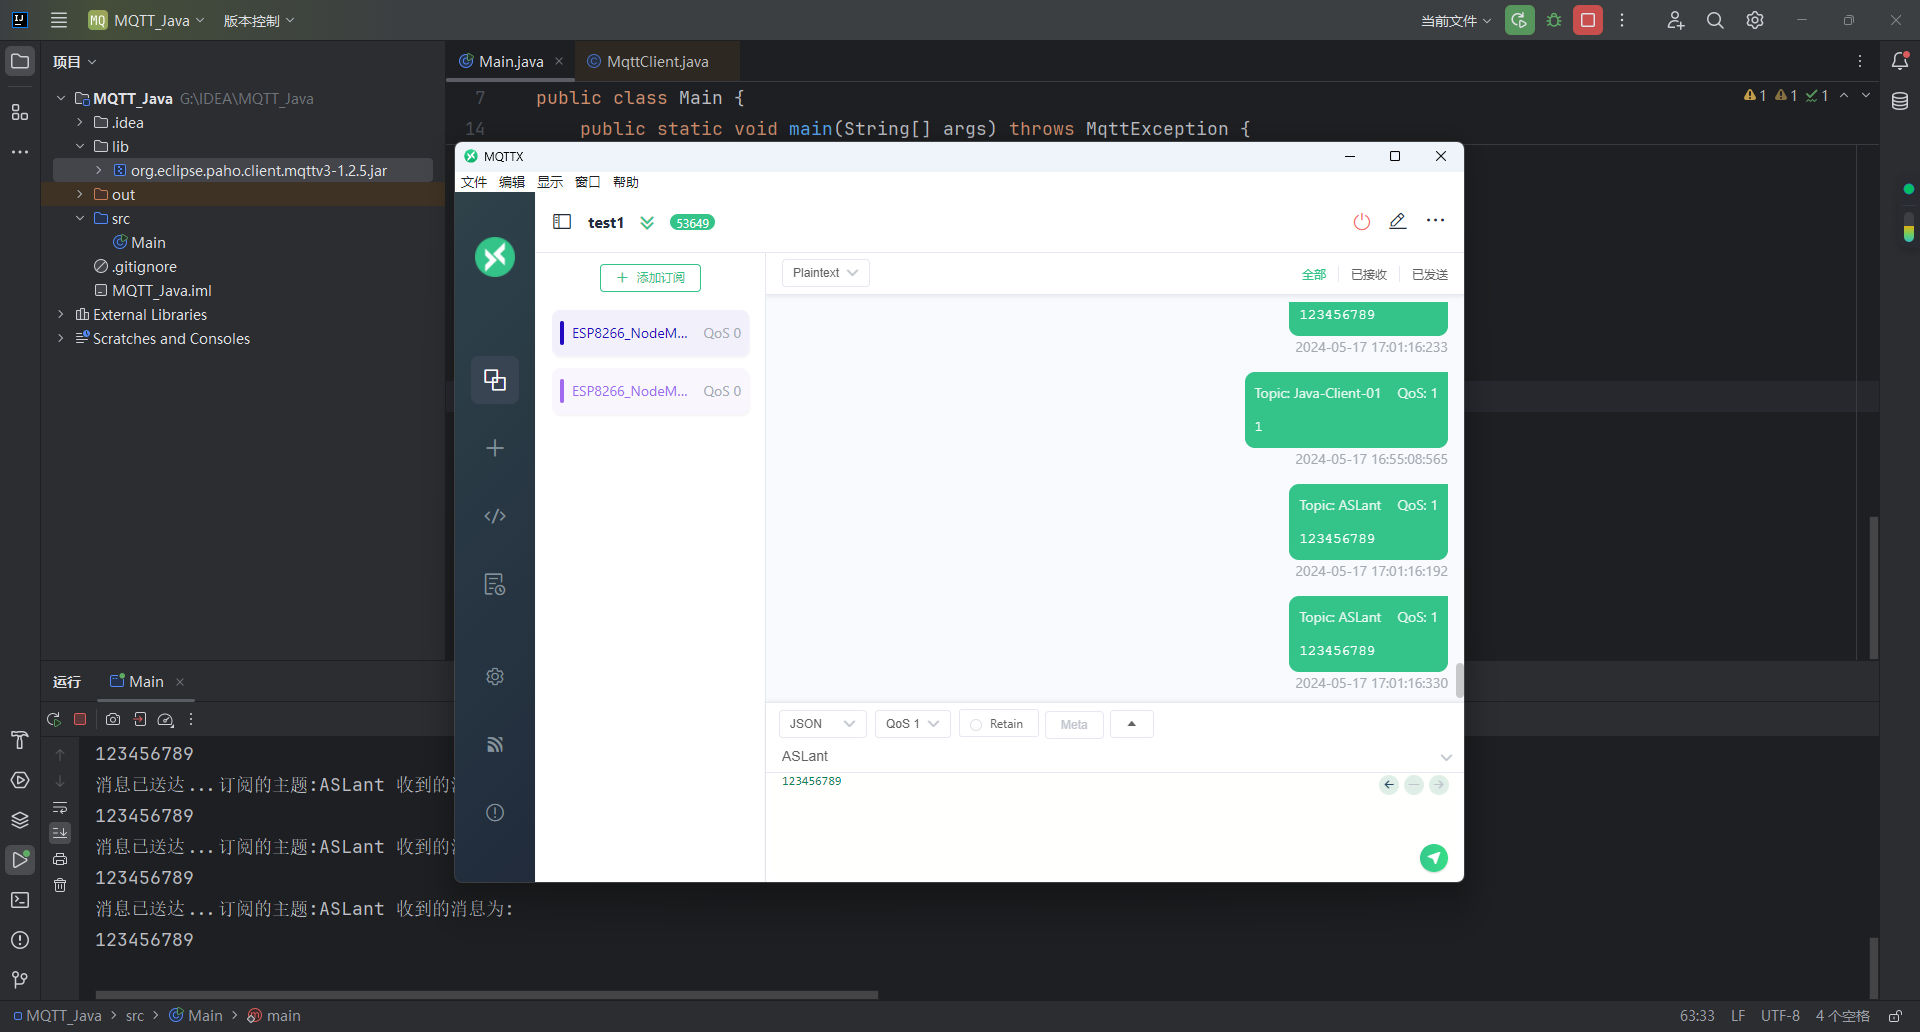 MQ MQTT_Java 版本控制 当前文件
项目
MQTT_Java G:\IDEA\MQTT_Java
.idea
lib
org.eclipse.paho.client.mqttv3-1.2.5.jar
out
src
Main
.gitignore
MQTT_Java.iml
External Libraries
Scratches and Consoles
Main.java MqttClient.java
7 public class Main {
14 public static void main(String[] args) throws MqttException {
1 1 1
MQTTX
文件 编辑 显示 窗口 帮助
test1 53649
添加订阅
ESP8266_NodeM... QoS 0
ESP8266_NodeM... QoS 0
Plaintext 全部 已接收 已发送
123456789
2024-05-17 17:01:16:233
Topic: Java-Client-01 QoS: 1
1
2024-05-17 16:55:08:565
Topic: ASLant QoS: 1
123456789
2024-05-17 17:01:16:192
Topic: ASLant QoS: 1
123456789
2024-05-17 17:01:16:330
JSON QoS 1 Retain Meta
ASLant
123456789
运行 Main
123456789
消息已送达...订阅的主题:ASLant 收到的
123456789
消息已送达...订阅的主题:ASLant 收到的
123456789
消息已送达...订阅的主题:ASLant 收到的消息为:
123456789
MQTT_Java > src > Main > main 63:33 LF UTF-8 4 个空格